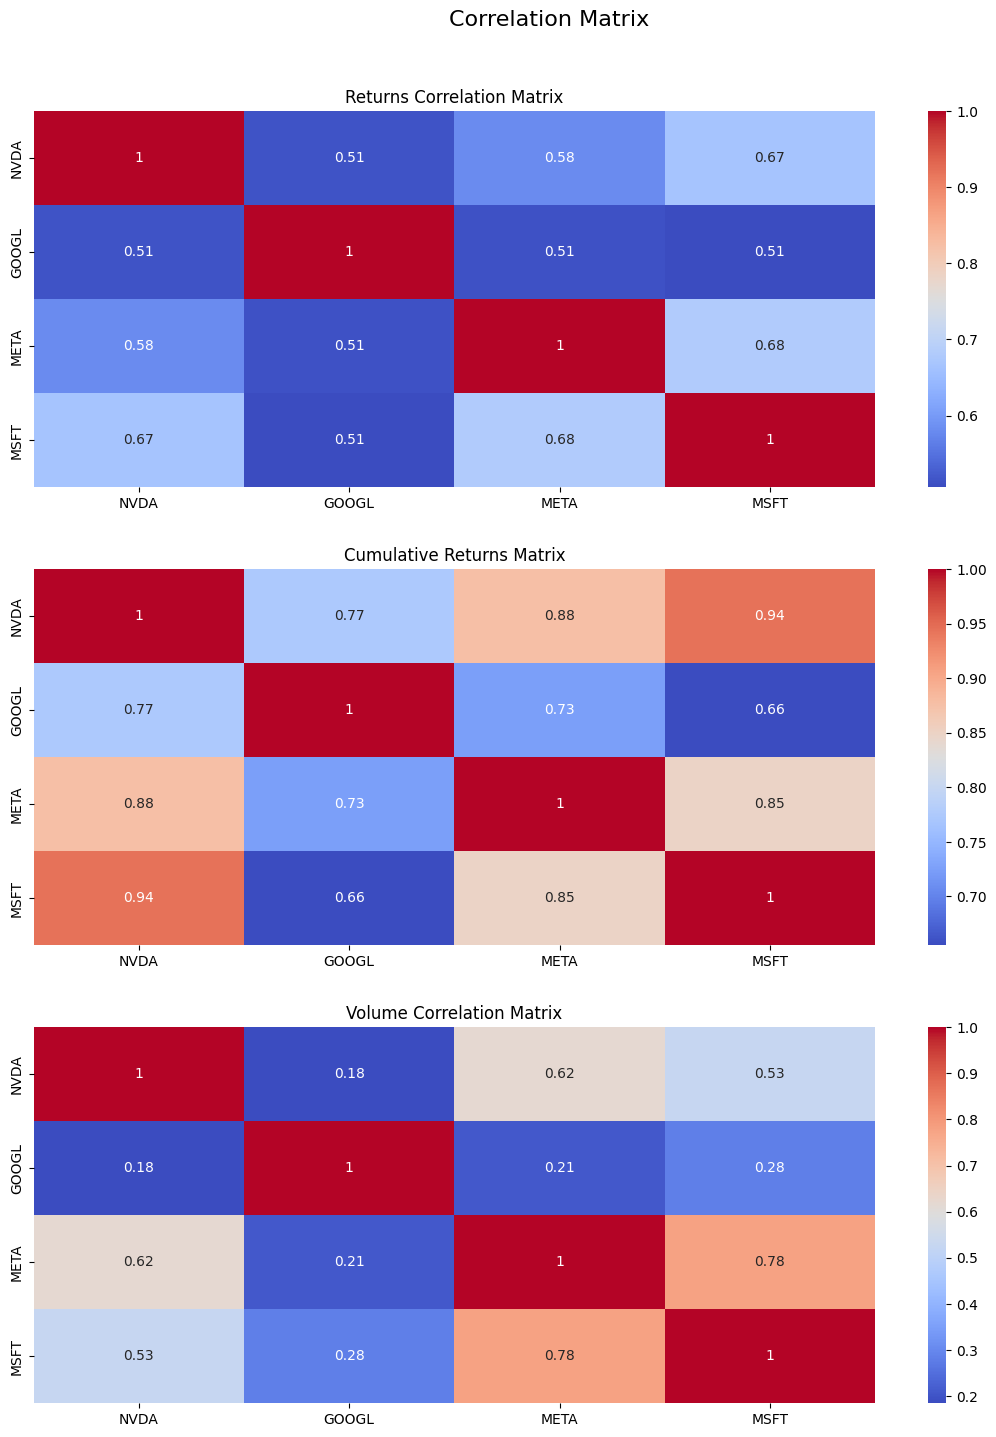 Correlation Matrix
Returns Correlation Matrix
NVDA 1 0.51 0.58 0.67
GOOGL 0.51 1 0.51 0.51
META 0.58 0.51 1 0.68
MSFT 0.67 0.51 0.68 1
NVDA GOOGL META MSFT
1.0
0.9
0.8
0.7
0.6
Cumulative Returns Matrix
NVDA 1 0.77 0.88 0.94
GOOGL 0.77 1 0.73 0.66
META 0.88 0.73 1 0.85
MSFT 0.94 0.66 0.85 1
NVDA GOOGL META MSFT
1.00
0.95
0.90
0.85
0.80
0.75
0.70
Volume Correlation Matrix
NVDA 1 0.18 0.62 0.53
GOOGL 0.18 1 0.21 0.28
META 0.62 0.21 1 0.78
MSFT 0.53 0.28 0.78 1
NVDA GOOGL META MSFT
1.0
0.9
0.8
0.7
0.6
0.5
0.4
0.3
0.2